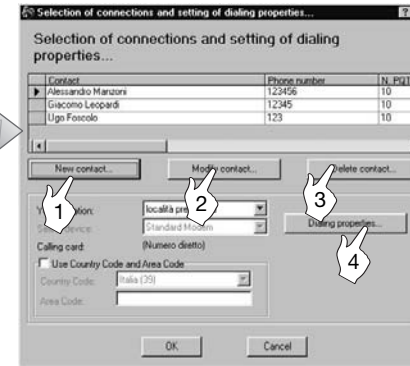 Selection of connections and setting of dialing properties...
Selection of connections and setting of dialing
properties...
Contact Phone number N. PQT
Alessandro Manzoni 123456 10
Giacomo Leopardi 12345 10
Ugo Foscolo 123 10
New contact... Modify contact... Delete contact...
1 2 3
località pre
Standard Modem Dialing properties...
4
Calling card: (Numero diretto)
Use Country Code and Area Code
Country Code: Italia (39)
Area Code:
OK Cancel